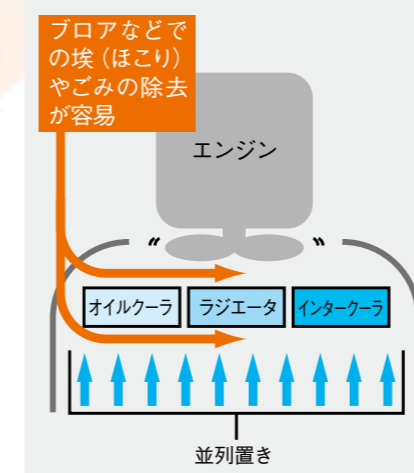 ブロアなどで
の埃（ほこり）
やごみの除去
が容易
エンジン
オイルクーラ
ラジエータ
インタークーラ
並列置き